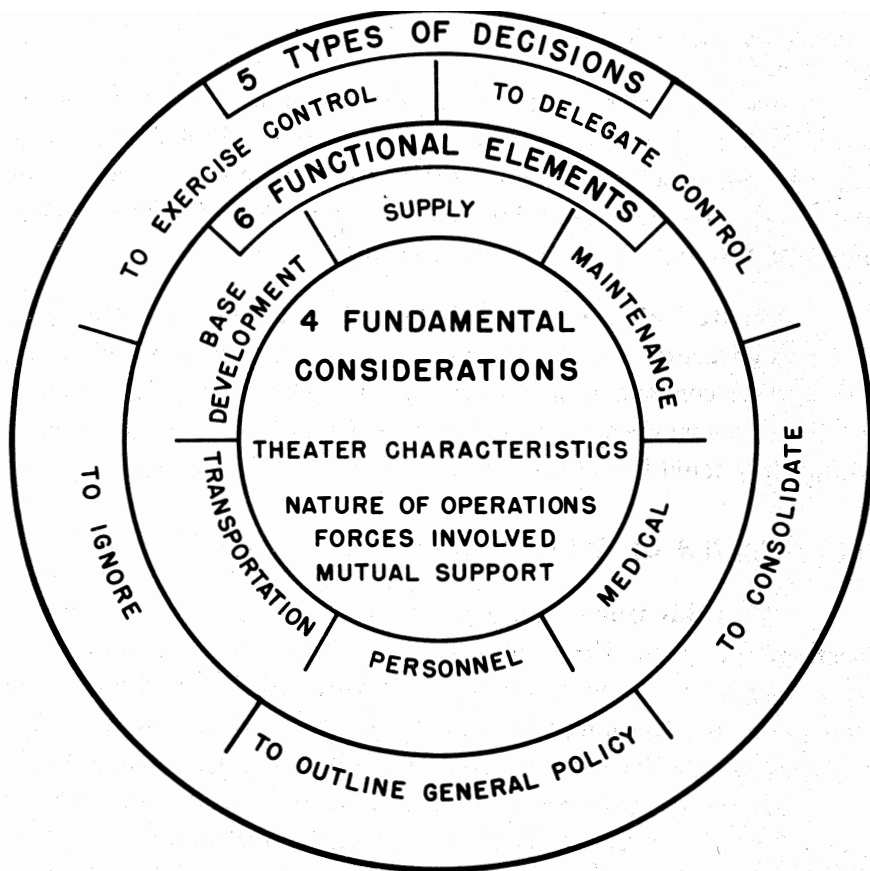 5 TYPES OF DECISIONS
TO EXERCISE CONTROL
TO DELEGATE CONTROL
TO CONSOLIDATE
TO OUTLINE GENERAL POLICY
TO IGNORE
6 FUNCTIONAL ELEMENTS
SUPPLY
MAINTENANCE
MEDICAL
PERSONNEL
TRANSPORTATION
BASE
DEVELOPMENT
4 FUNDAMENTAL
CONSIDERATIONS
THEATER CHARACTERISTICS
NATURE OF OPERATIONS
FORCES INVOLVED
MUTUAL SUPPORT